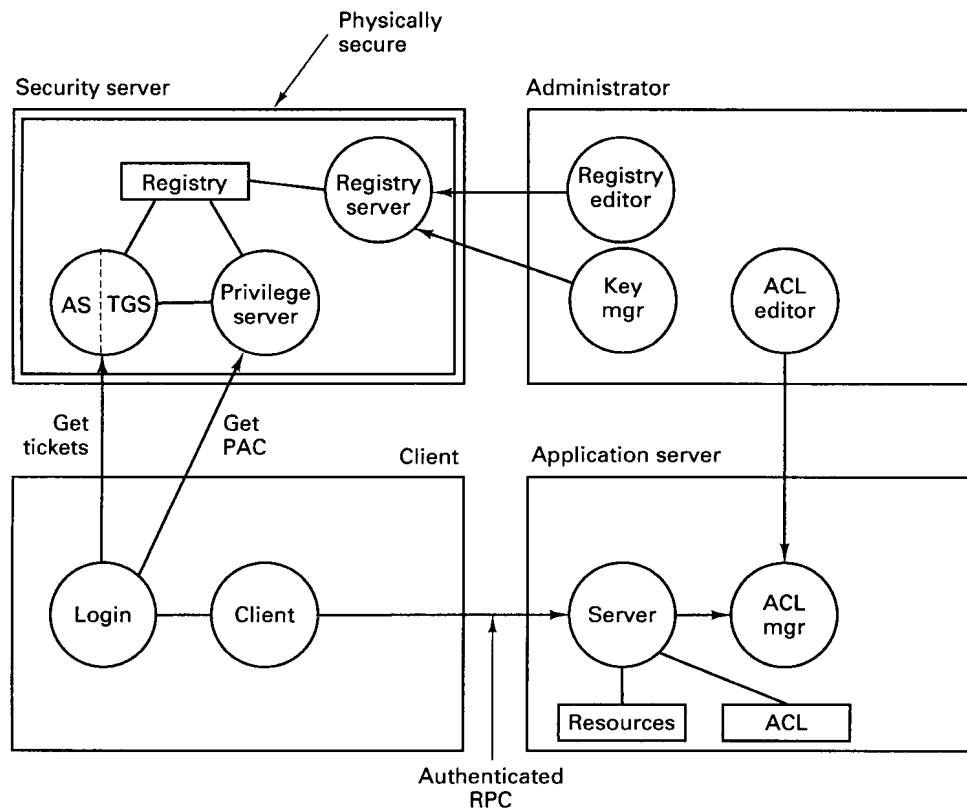 Physically
secure
Security server
Administrator
Registry
Registry
server
Registry
editor
AS
TGS
Privilege
server
Key
mgr
ACL
editor
Get
tickets
Get
PAC
Client
Application server
Login
Client
Server
ACL
mgr
Resources
ACL
Authenticated
RPC